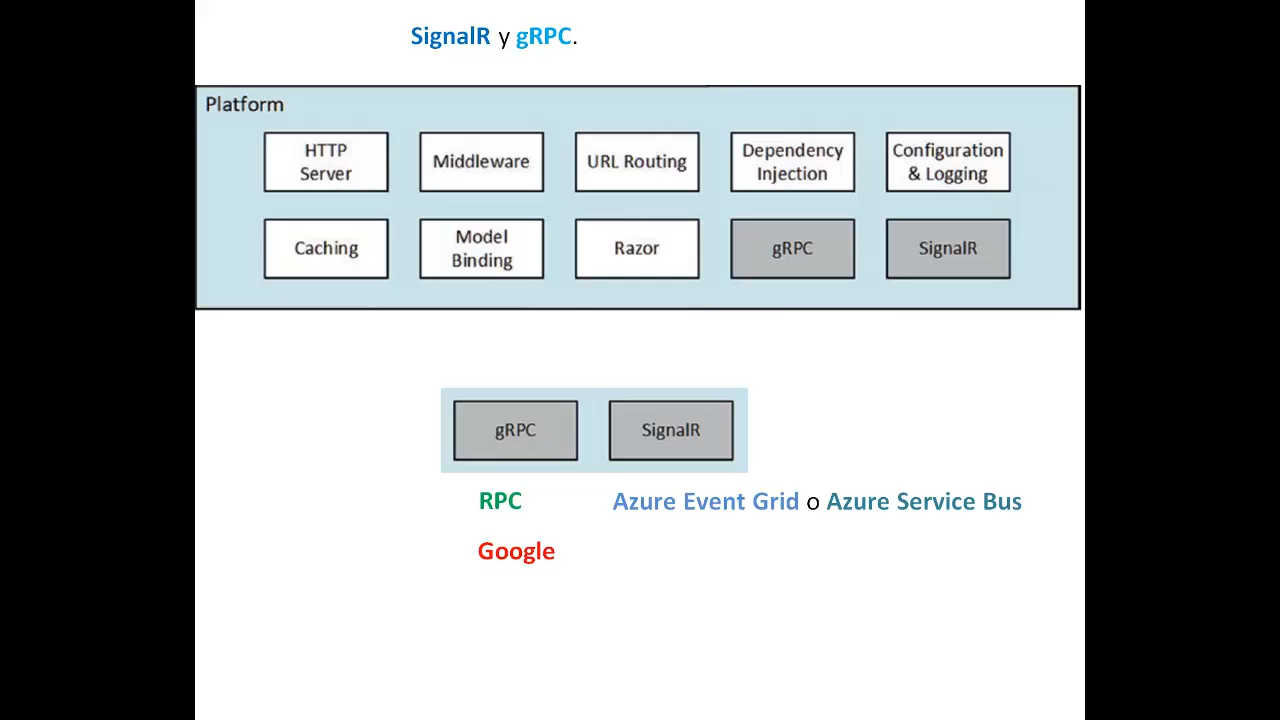 SignalR y gRPC.
Platform
HTTP
Server
Middleware
URL Routing
Dependency
Injection
Configuration
& Logging
Caching
Model
Binding
Razor
gRPC
SignalR
gRPC
SignalR
RPC
Azure Event Grid o Azure Service Bus
Google